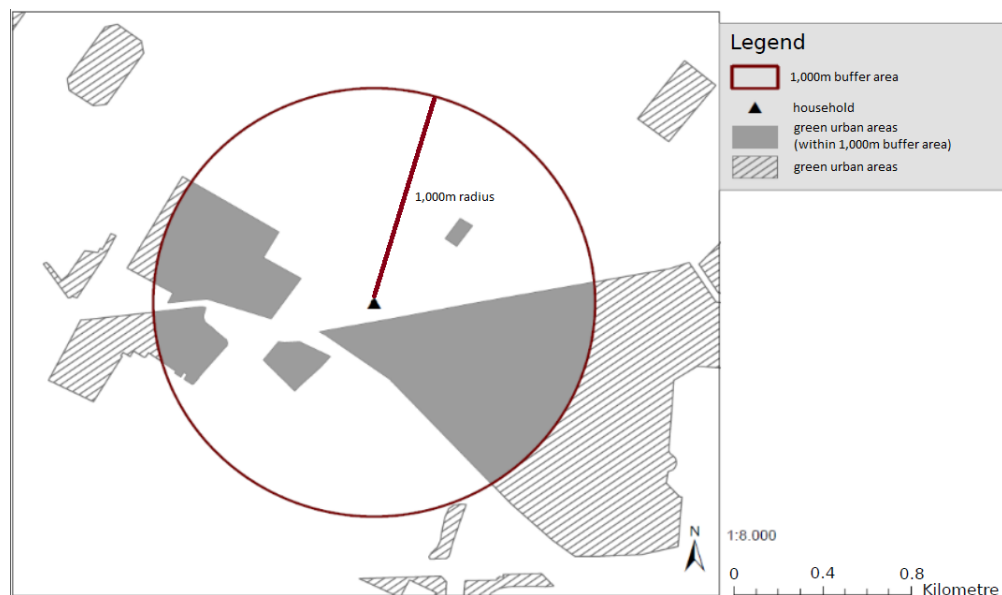 Legend
1,000m buffer area
household
green urban areas
(within 1,000m buffer area)
green urban areas
1,000m radius
N
1:8.000
0 0.4 0.8
Kilometre